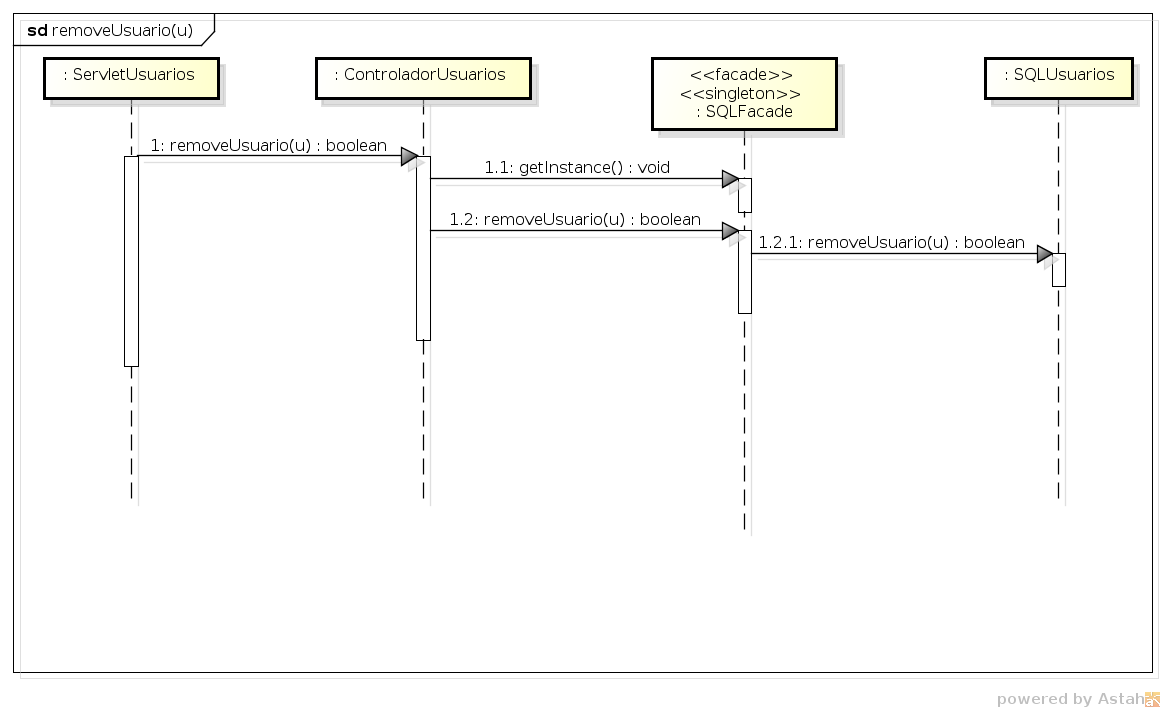 sd removeUsuario(u)
: ServletUsuarios
: ControladorUsuarios
<<facade>>
<<singleton>>
: SQLFacade
: SQLUsuarios
1: removeUsuario(u) : boolean
1.1: getInstance() : void
1.2: removeUsuario(u) : boolean
1.2.1: removeUsuario(u) : boolean
powered by Astah